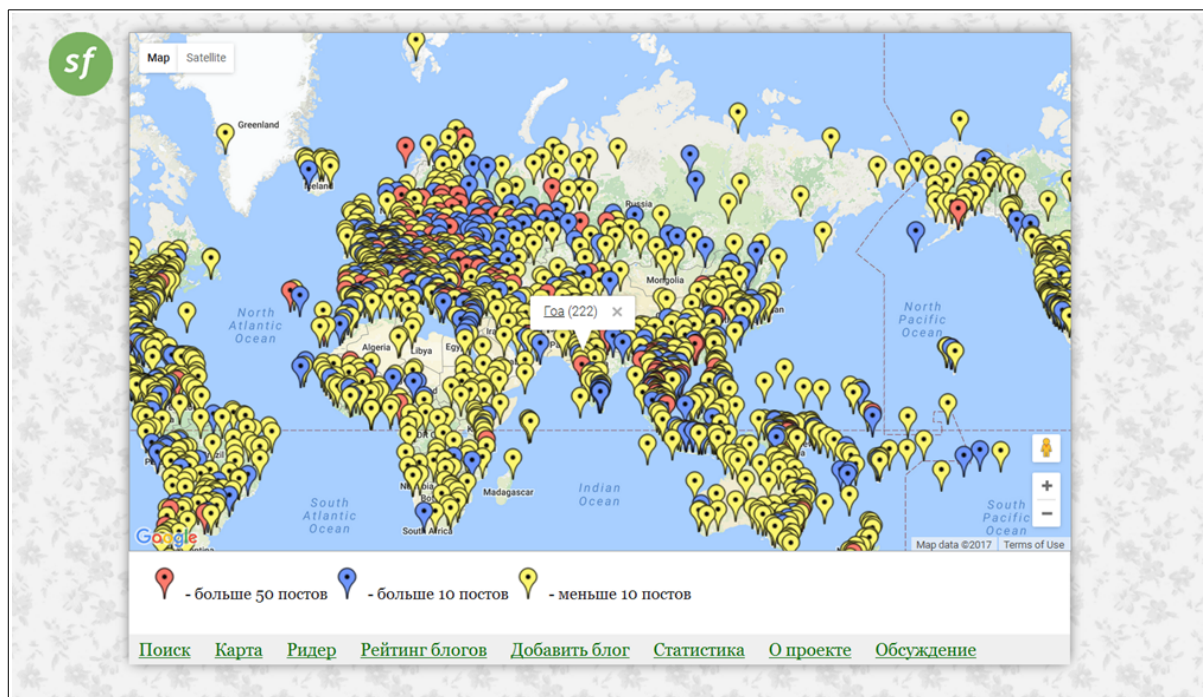 sf
Map Satellite
Greenland
Iceland
Russia
Mongolia
North
Atlantic
Ocean
North
Pacific
Ocean
Гоа (222) ×
Algeria
Libya
Madagascar
Indian
Ocean
South
Atlantic
Ocean
South
Pacific
Ocean
South Africa
Google
Map data ©2017 Terms of Use
- больше 50 постов - больше 10 постов - меньше 10 постов
Поиск Карта Ридер Рейтинг блогов Добавить блог Статистика О проекте Обсуждение